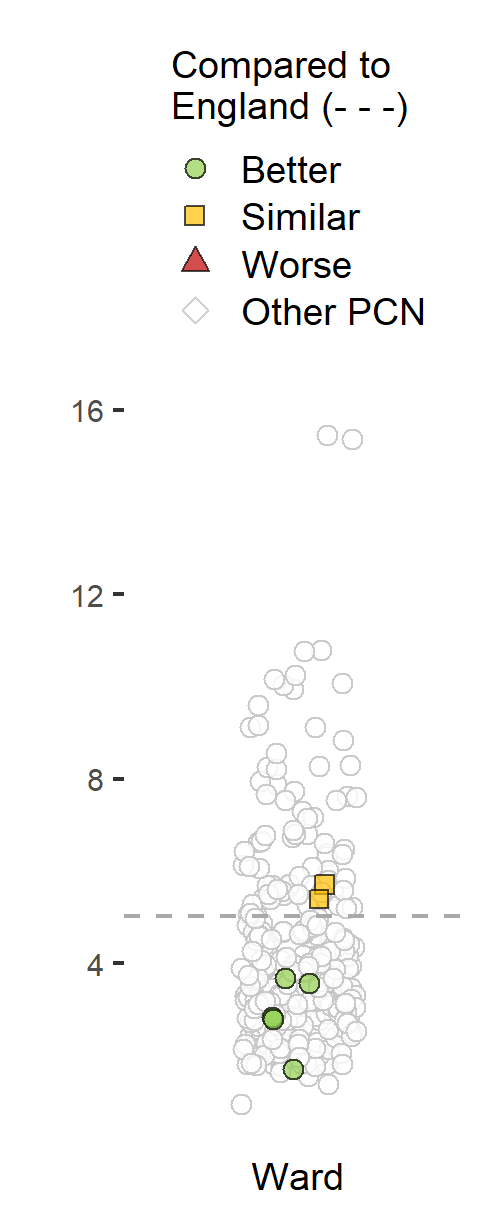 Compared to
England (- - -)
Better
Similar
Worse
Other PCN
16
12
8
4
Ward